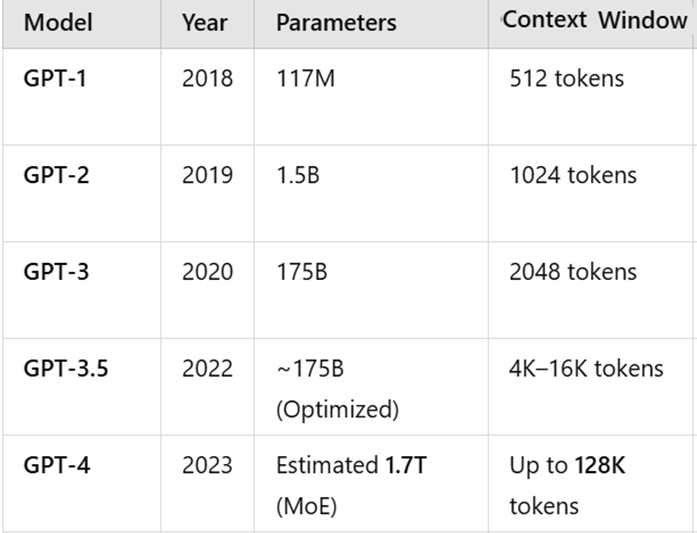 Model Year Parameters Context Window
GPT-1 2018 117M 512 tokens
GPT-2 2019 1.5B 1024 tokens
GPT-3 2020 175B 2048 tokens
GPT-3.5 2022 ~175B 4K–16K tokens
(Optimized)
GPT-4 2023 Estimated 1.7T Up to 128K
(MoE) tokens